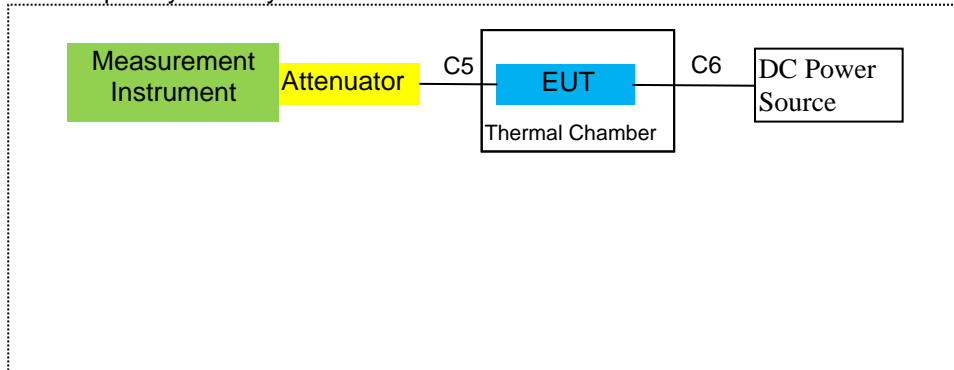 Measurement
Instrument
Attenuator
C5
EUT
Thermal Chamber
C6
DC Power
Source